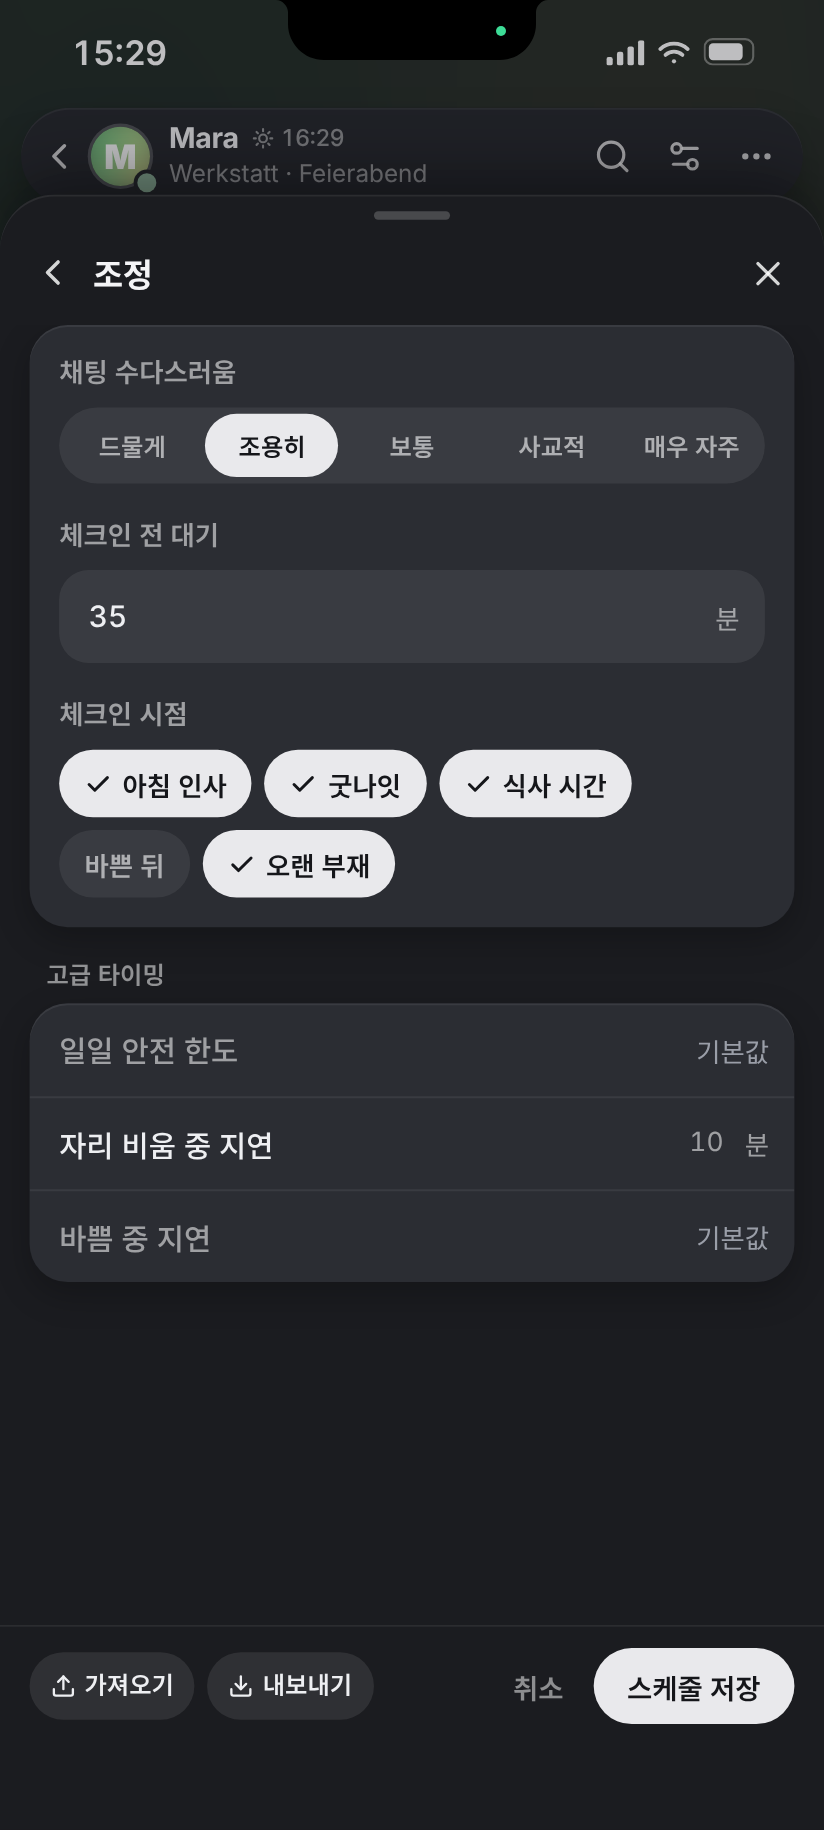 15:29
M
Mara 16:29
Werkstatt · Feierabend
조정
채팅 수다스러움
드물게 조용히 보통 사교적 매우 자주
체크인 전 대기
35 분
체크인 시점
아침 인사 굿나잇 식사 시간
바쁜 뒤 오랜 부재
고급 타이밍
일일 안전 한도 기본값
자리 비움 중 지연 10 분
바쁨 중 지연 기본값
가져오기 내보내기 취소 스케줄 저장